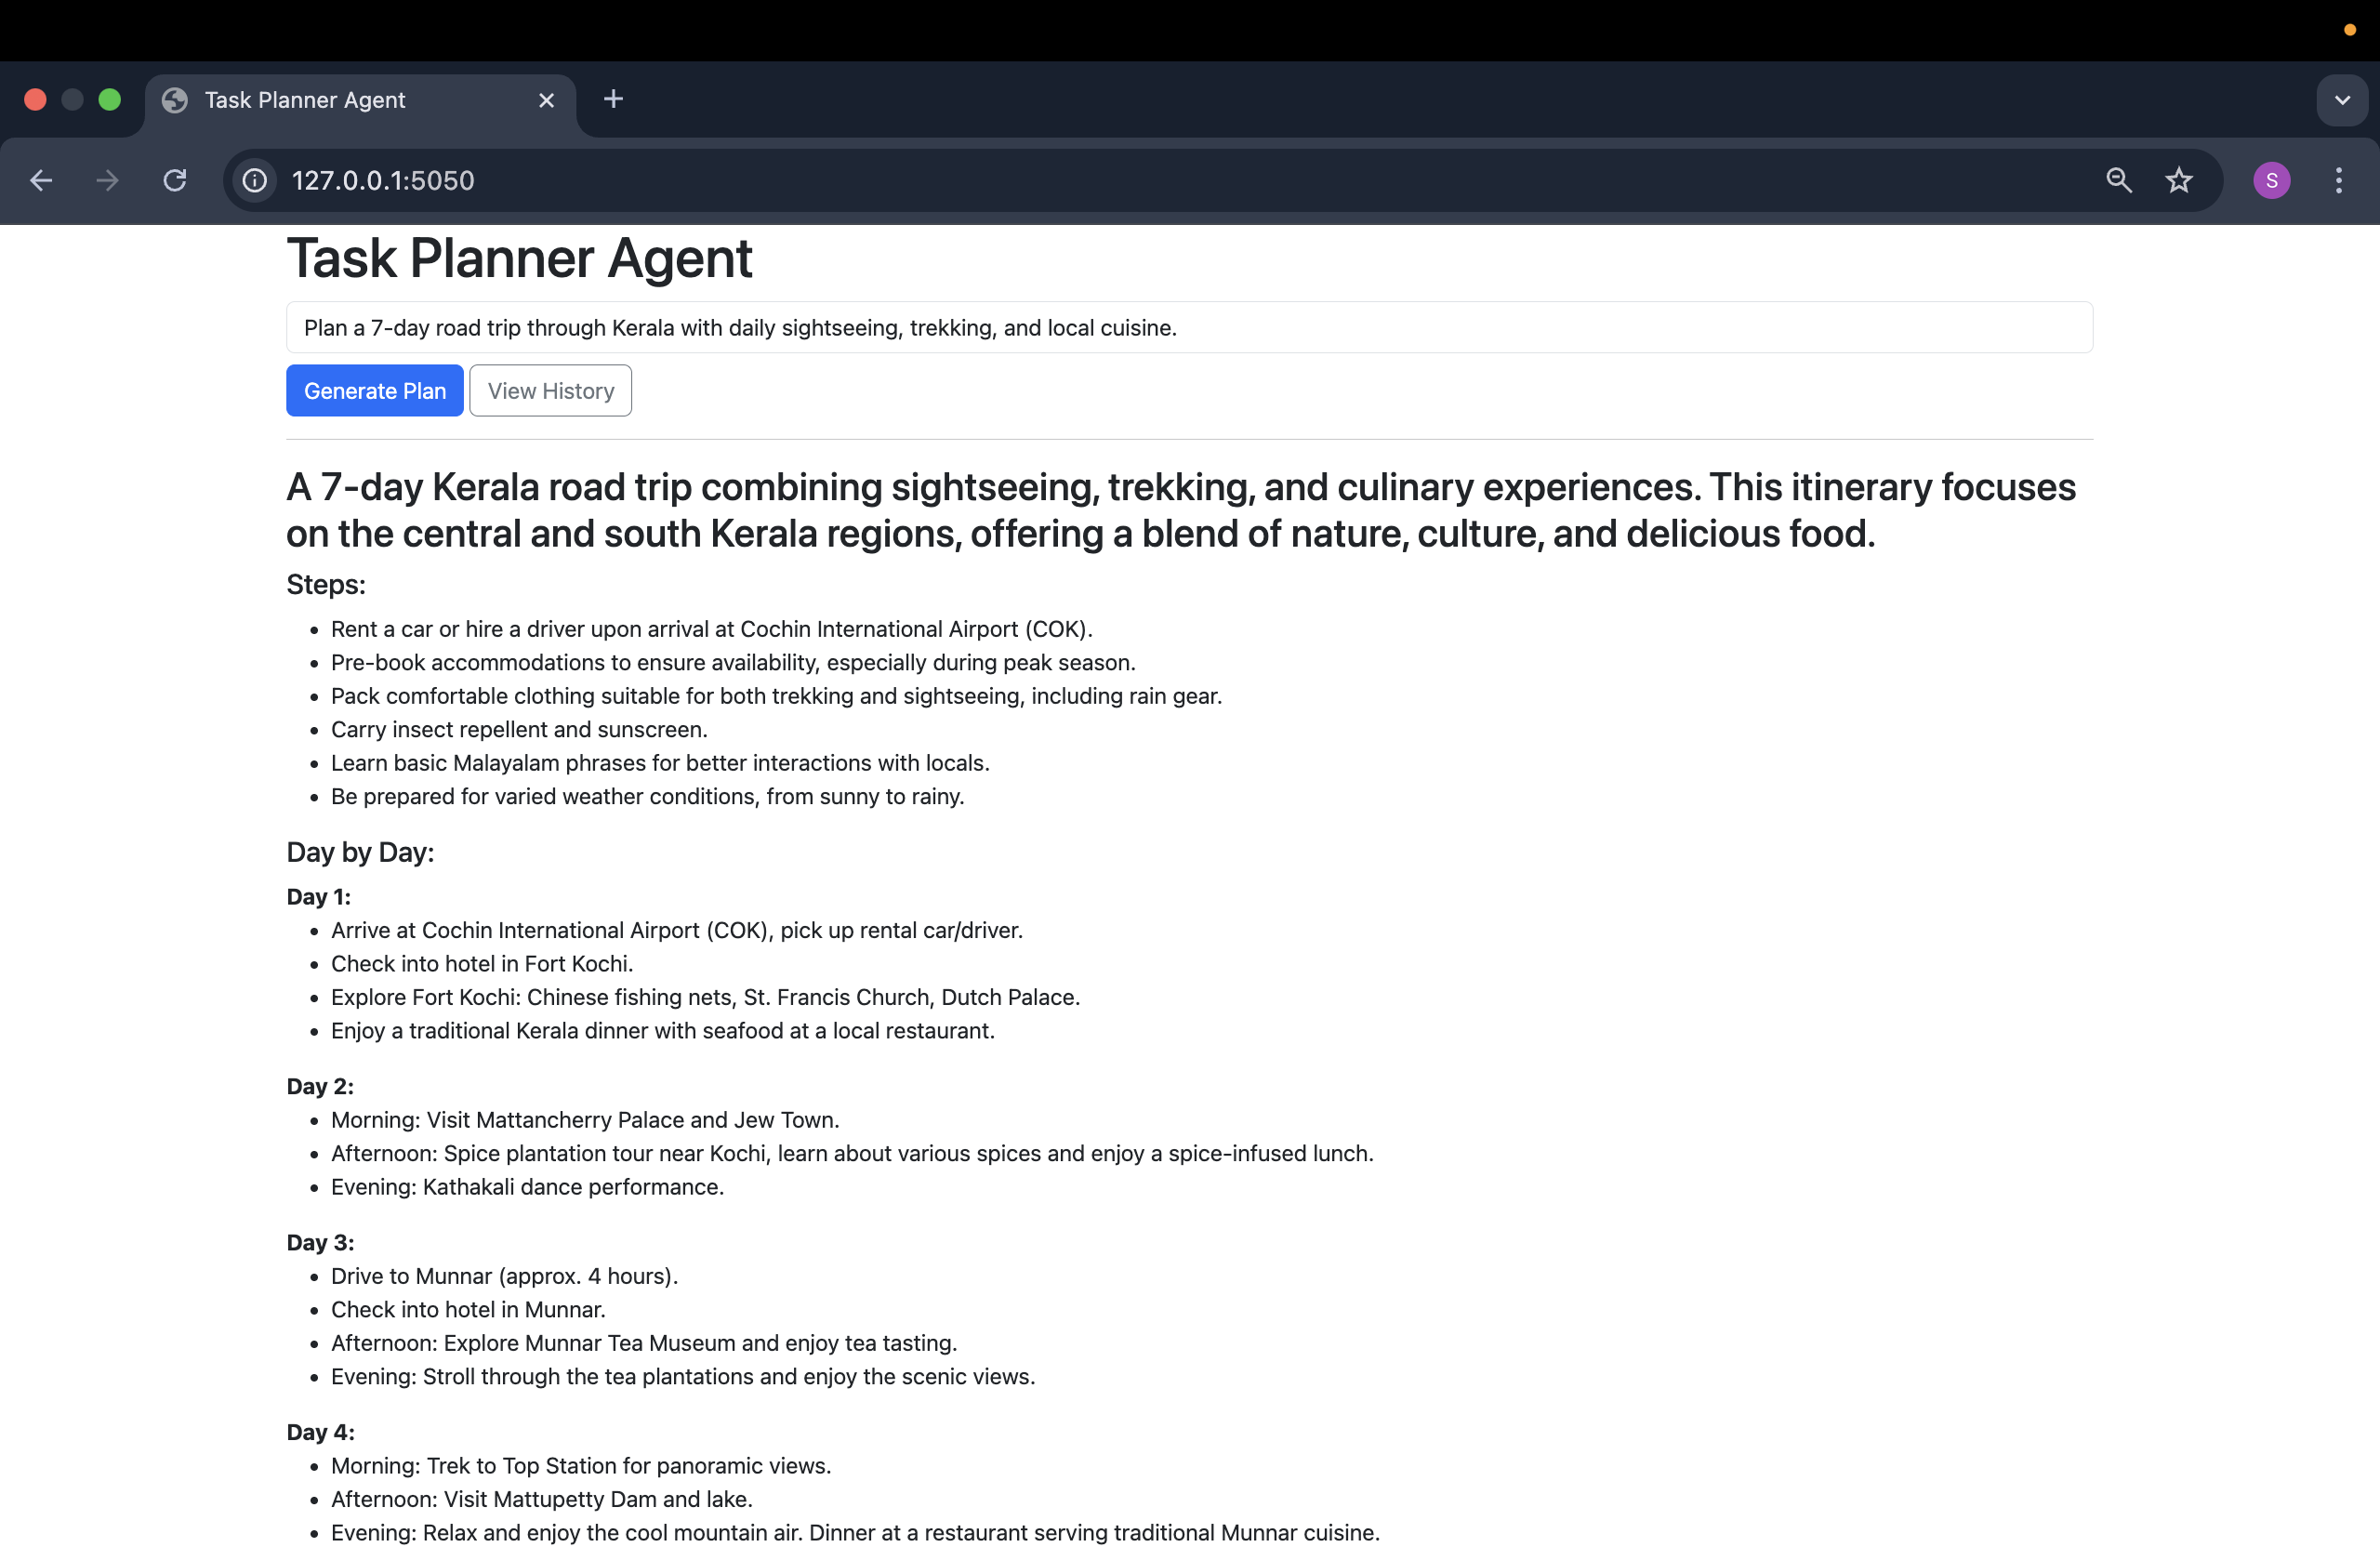 Task Planner Agent
127.0.0.1:5050
S
Task Planner Agent
Plan a 7-day road trip through Kerala with daily sightseeing, trekking, and local cuisine.
Generate Plan View History
A 7-day Kerala road trip combining sightseeing, trekking, and culinary experiences. This itinerary focuses
on the central and south Kerala regions, offering a blend of nature, culture, and delicious food.
Steps:
• Rent a car or hire a driver upon arrival at Cochin International Airport (COK).
• Pre-book accommodations to ensure availability, especially during peak season.
• Pack comfortable clothing suitable for both trekking and sightseeing, including rain gear.
• Carry insect repellent and sunscreen.
• Learn basic Malayalam phrases for better interactions with locals.
• Be prepared for varied weather conditions, from sunny to rainy.
Day by Day:
Day 1:
• Arrive at Cochin International Airport (COK), pick up rental car/driver.
• Check into hotel in Fort Kochi.
• Explore Fort Kochi: Chinese fishing nets, St. Francis Church, Dutch Palace.
• Enjoy a traditional Kerala dinner with seafood at a local restaurant.
Day 2:
• Morning: Visit Mattancherry Palace and Jew Town.
• Afternoon: Spice plantation tour near Kochi, learn about various spices and enjoy a spice-infused lunch.
• Evening: Kathakali dance performance.
Day 3:
• Drive to Munnar (approx. 4 hours).
• Check into hotel in Munnar.
• Afternoon: Explore Munnar Tea Museum and enjoy tea tasting.
• Evening: Stroll through the tea plantations and enjoy the scenic views.
Day 4:
• Morning: Trek to Top Station for panoramic views.
• Afternoon: Visit Mattupetty Dam and lake.
• Evening: Relax and enjoy the cool mountain air. Dinner at a restaurant serving traditional Munnar cuisine.